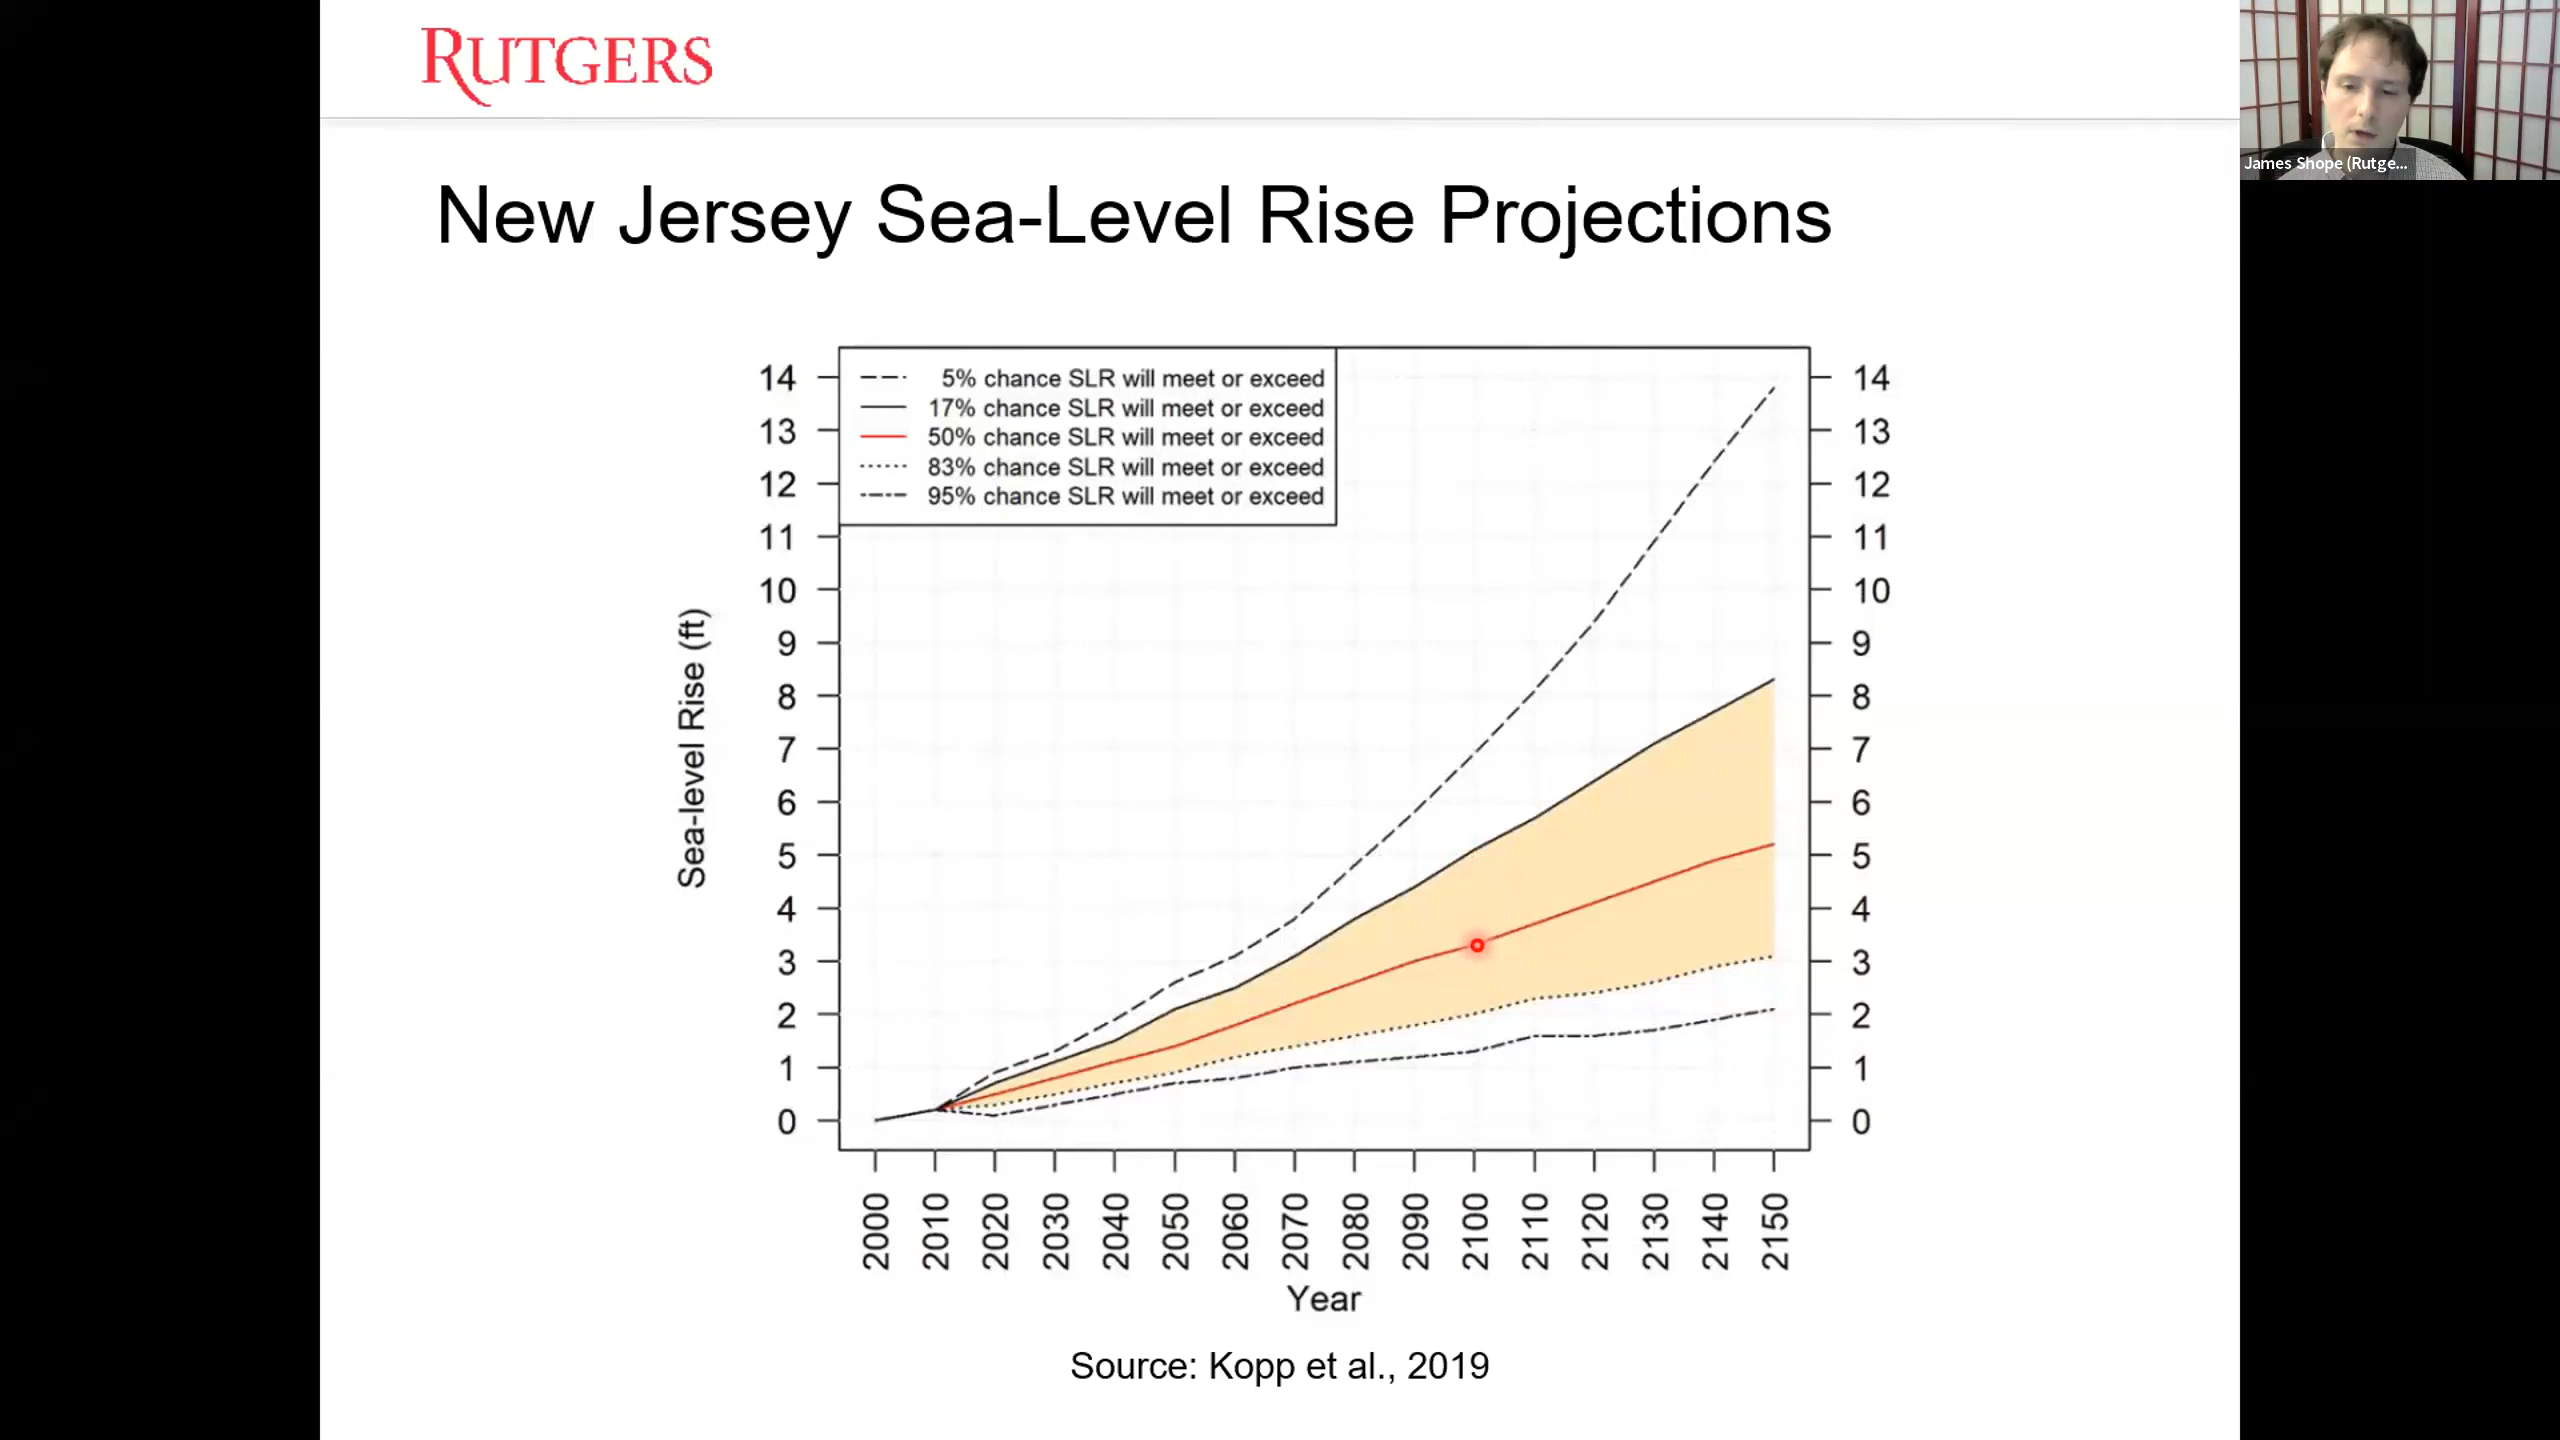 RUTGERS
James Shope (Rutge...
New Jersey Sea-Level Rise Projections
5% chance SLR will meet or exceed
17% chance SLR will meet or exceed
50% chance SLR will meet or exceed
83% chance SLR will meet or exceed
95% chance SLR will meet or exceed
14
13
12
11
10
9
8
7
6
5
4
3
2
1
0
Sea-level Rise (ft)
14
13
12
11
10
9
8
7
6
5
4
3
2
1
0
2000 2010 2020 2030 2040 2050 2060 2070 2080 2090 2100 2110 2120 2130 2140 2150
Year
Source: Kopp et al., 2019